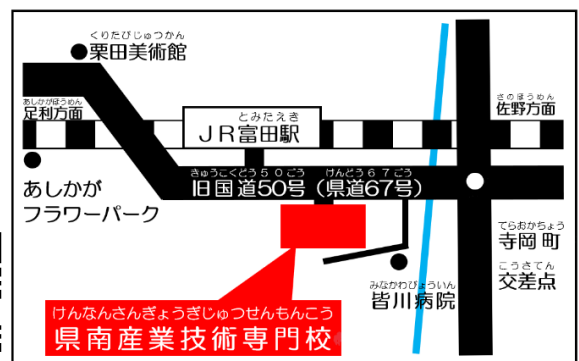 くりたびじゅつかん
栗田美術館
あしかがほうめん
足利方面
とみたえき
JR富田駅
さのほうめん
佐野方面
きゅうこくどう50ごう けんどう67ごう
旧国道50号（県道67号）
あしかが
フラワーパーク
てらおかちょう
寺岡町
こうさてん
交差点
みなかわびょういん
皆川病院
けんなんさんぎょうぎじゅつせんもんこう
県南産業技術専門校